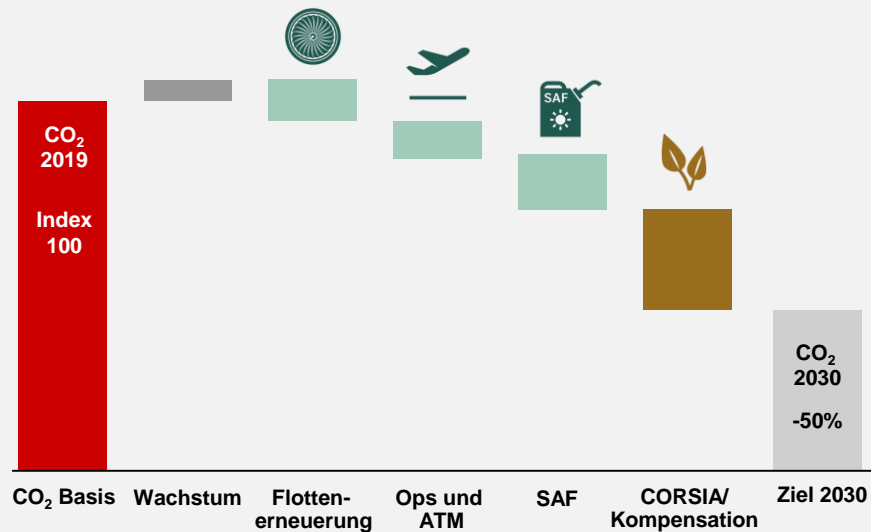 SAF
CO₂
2019
Index
100
CO₂
2030
-50%
CO₂ Basis
Wachstum
Flotten-
erneuerung
Ops und
ATM
SAF
CORSIA/
Kompensation
Ziel 2030